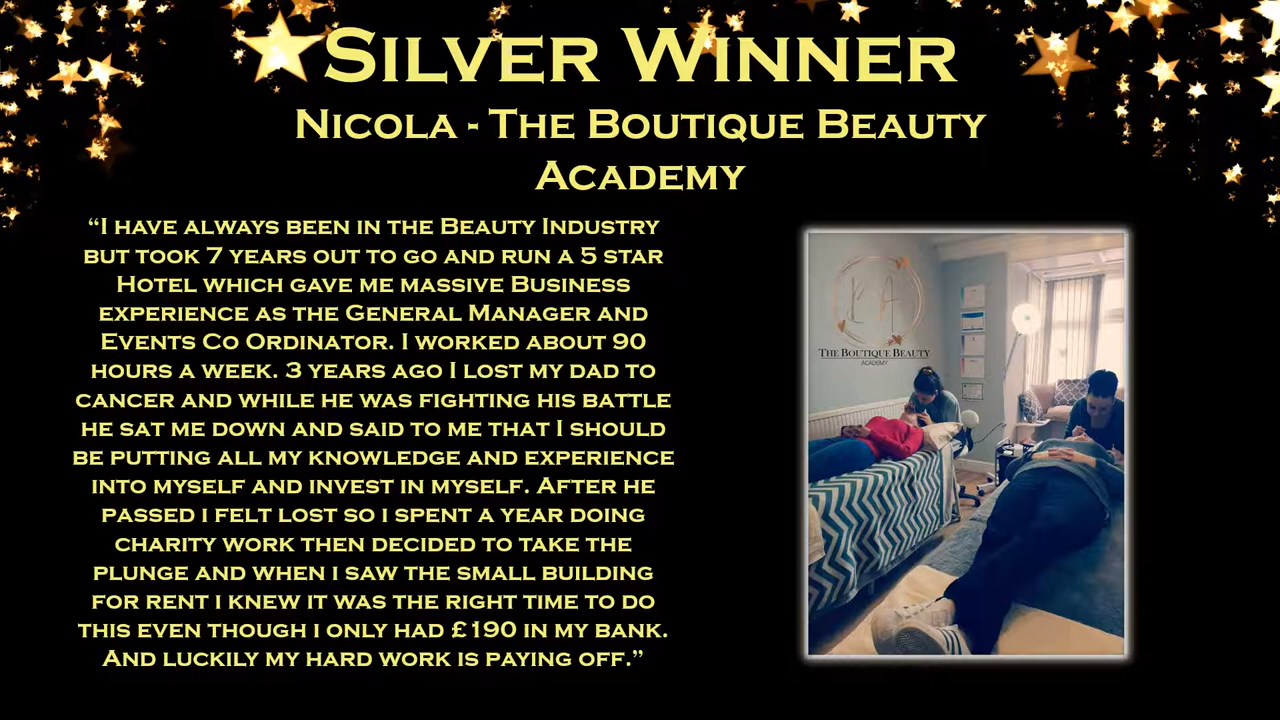 Silver Winner
Nicola - The Boutique Beauty
Academy
“I have always been in the Beauty Industry
but took 7 years out to go and run a 5 star
Hotel which gave me massive Business
experience as the General Manager and
Events Co Ordinator. I worked about 90
hours a week. 3 years ago I lost my dad to
cancer and while he was fighting his battle
he sat me down and said to me that I should
be putting all my knowledge and experience
into myself and invest in myself. After he
passed i felt lost so i spent a year doing
charity work then decided to take the
plunge and when i saw the small building
for rent i knew it was the right time to do
this even though i only had £190 in my bank.
And luckily my hard work is paying off.”
The Boutique Beauty
ACADEMY